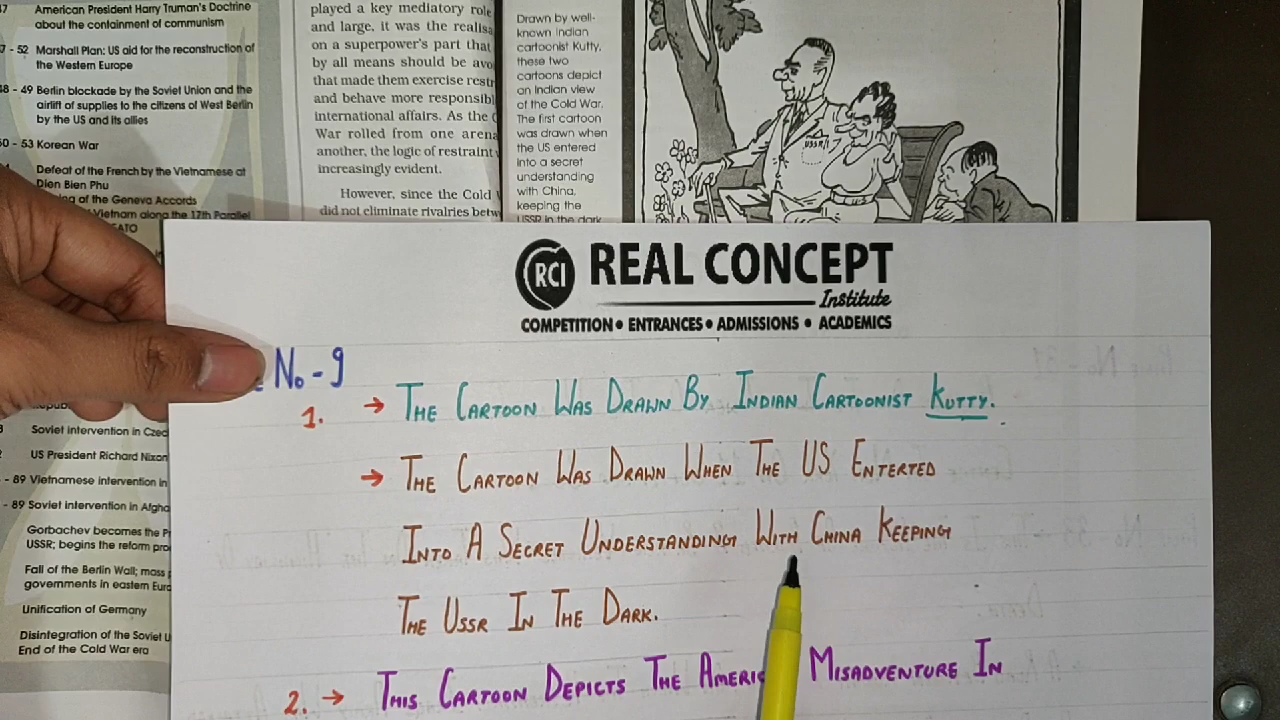 47 American President Harry Truman's Doctrine
about the containment of communism
7 - 52 Marshall Plan: US aid for the reconstruction of
the Western Europe
48 - 49 Berlin blockade by the Soviet Union and the
airlift of supplies to the citizens of West Berlin
by the US and its allies
50 - 53 Korean War
Defeat of the French by the Vietnamese at
Dien Bien Phu
of the Geneva Accords
Vietnam along the 17th Parallel
Soviet intervention in Czec
US President Richard Nixon
- 89 Vietnamese intervention in
- 89 Soviet intervention in Afgha
Gorbachev becomes the Pr
USSR; begins the reform pro
Fall of the Berlin Wall; mass p
governments in eastern Euro
Unification of Germany
Disintegration of the Soviet U
End of the Cold War era
played a key mediatory role
and large, it was the realisa
on a superpower's part that
by all means should be avo
that made them exercise restr
and behave more responsibl
international affairs. As the C
War rolled from one arena
another, the logic of restraint
increasingly evident.
However, since the Cold
did not eliminate rivalries betw
Drawn by well-
known Indian
cartoonist Kutty,
these two
cartoons depict
an Indian view
of the Cold War.
The first cartoon
was drawn when
the US entered
into a secret
understanding
with China,
keeping the
USSR in the dark.
USSR
RCI REAL CONCEPT
Institute
COMPETITION • ENTRANCES • ADMISSIONS • ACADEMICS
No - 9
1. → The Cartoon Was Drawn By Indian Cartoonist Kutty.
→ The Cartoon Was Drawn When The US Enterted
Into A Secret Understanding With China Keeping
The Ussr In The Dark.
2. → This Cartoon Depicts The Americ Misadventure In